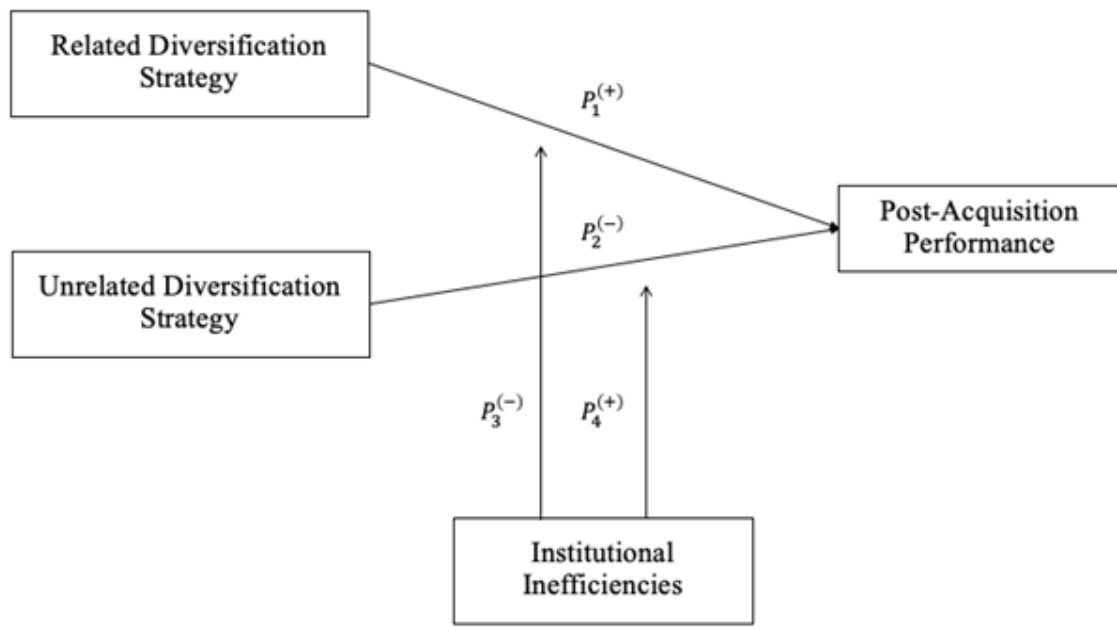 Related Diversification
Strategy
P₁⁽⁺⁾
Post-Acquisition
Performance
P₂⁽⁻⁾
Unrelated Diversification
Strategy
P₃⁽⁻⁾
P₄⁽⁺⁾
Institutional
Inefficiencies